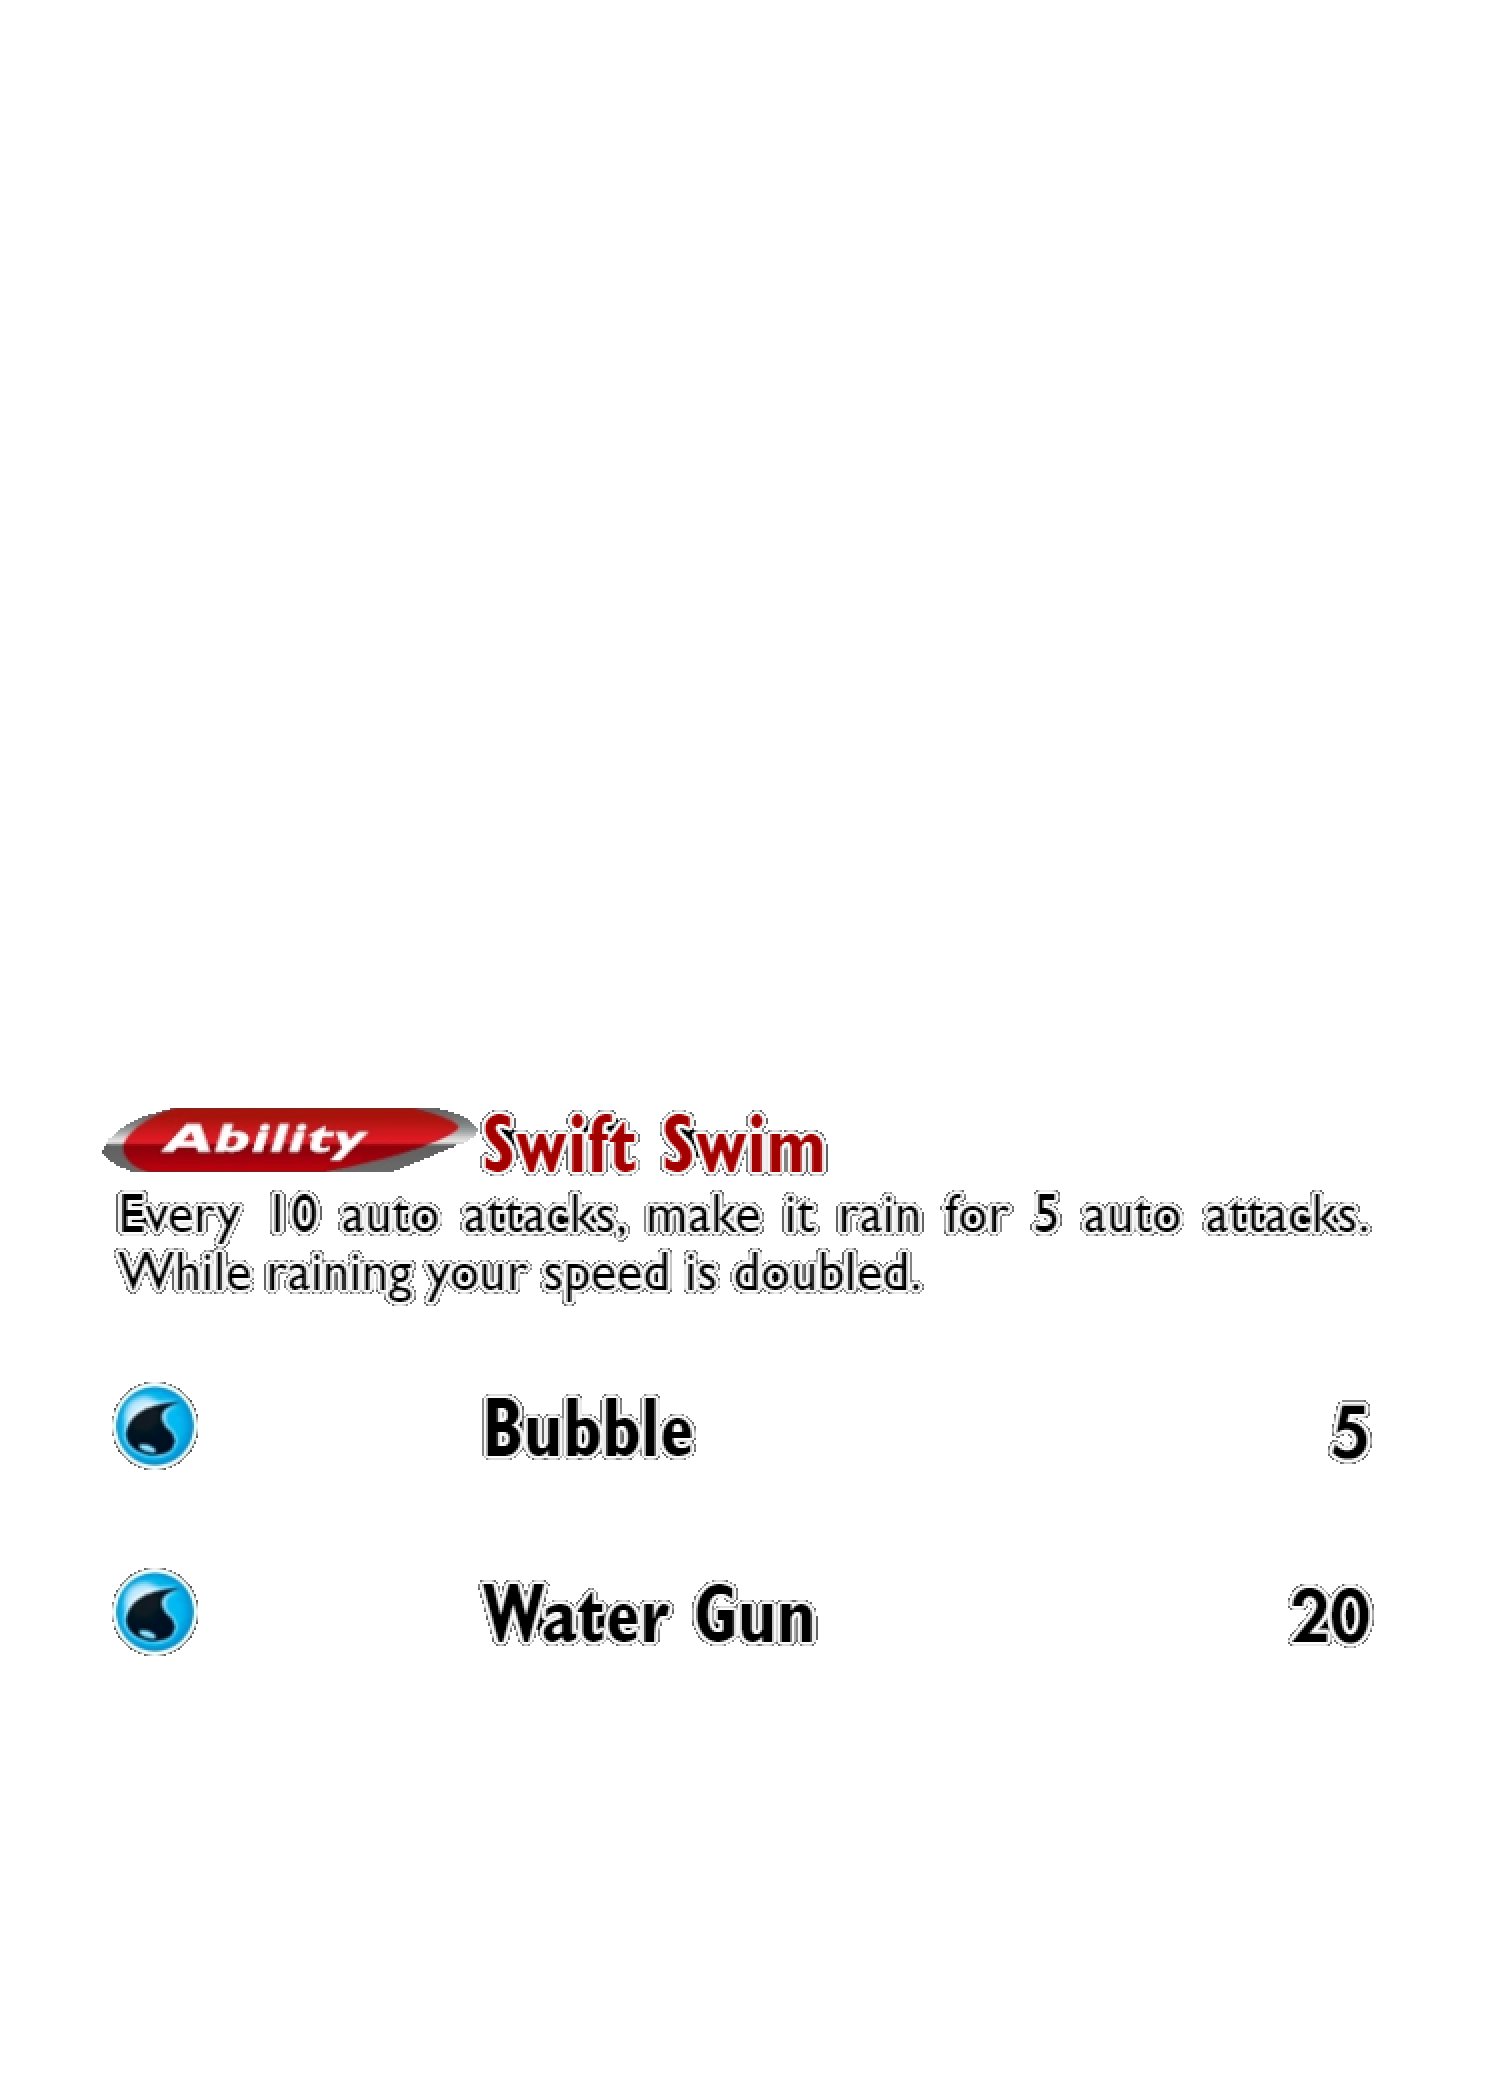 Ability Swift Swim
Every 10 auto attacks, make it rain for 5 auto attacks.
While raining your speed is doubled.
Bubble 5
Water Gun 20